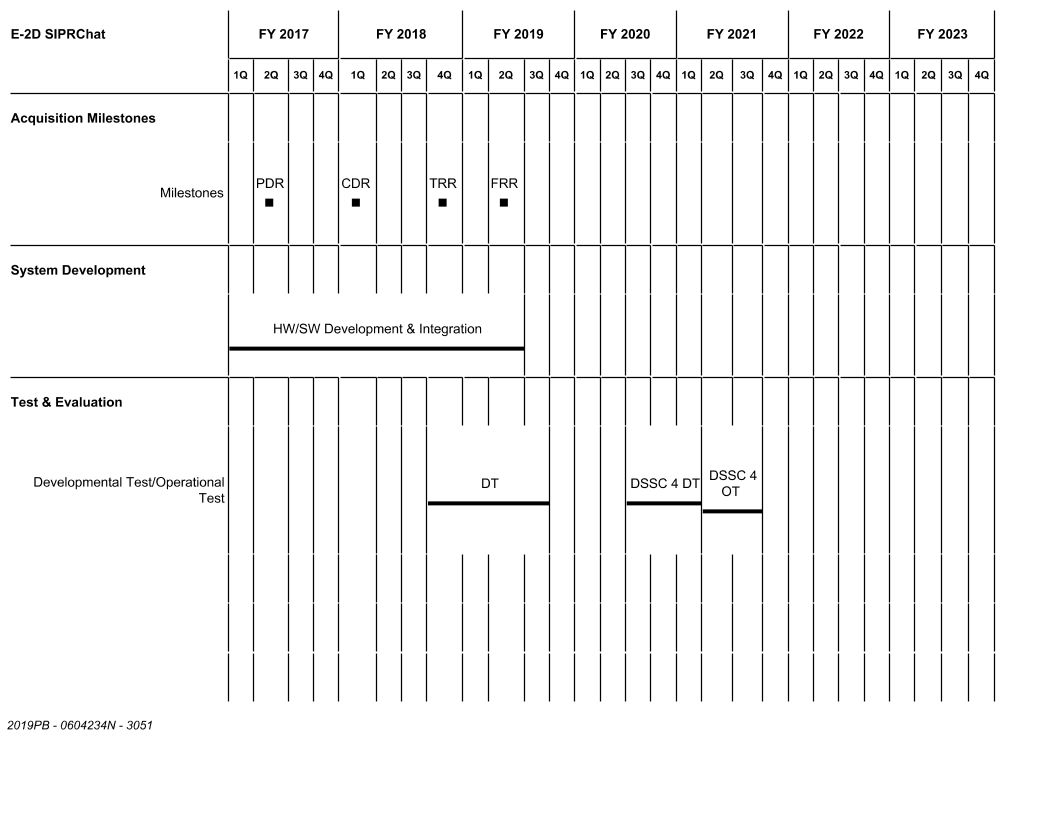 E-2D SIPRChat FY 2017 FY 2018 FY 2019 FY 2020 FY 2021 FY 2022 FY 2023
1Q 2Q 3Q 4Q 1Q 2Q 3Q 4Q 1Q 2Q 3Q 4Q 1Q 2Q 3Q 4Q 1Q 2Q 3Q 4Q 1Q 2Q 3Q 4Q 1Q 2Q 3Q 4Q
Acquisition Milestones
Milestones PDR CDR TRR FRR
System Development
HW/SW Development & Integration
Test & Evaluation
Developmental Test/Operational
Test
DT
DSSC 4 DT
DSSC 4
OT
2019PB - 0604234N - 3051